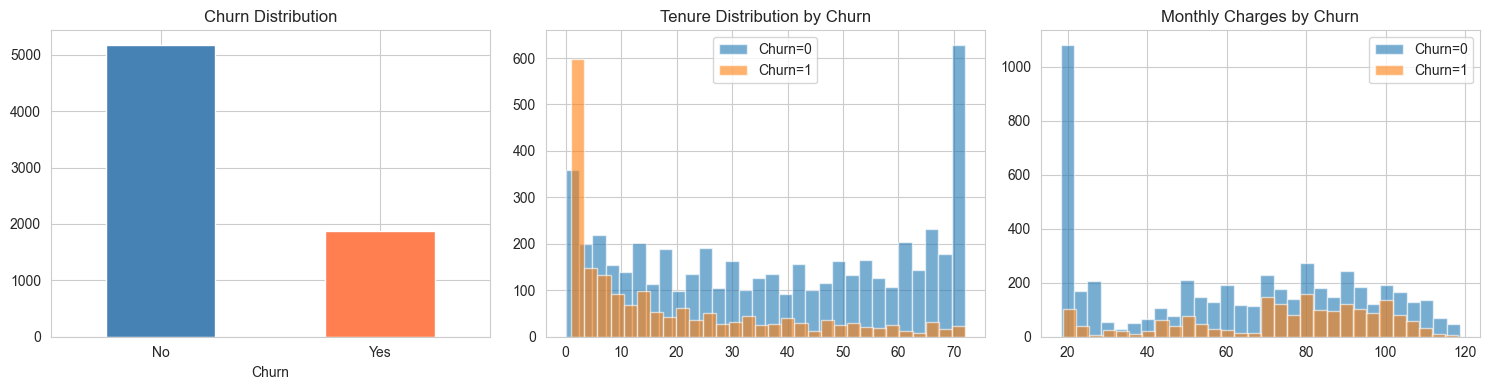 Churn Distribution
5000
4000
3000
2000
1000
0
No Yes
Churn
Tenure Distribution by Churn
Churn=0
Churn=1
600
500
400
300
200
100
0
0 10 20 30 40 50 60 70
Monthly Charges by Churn
Churn=0
Churn=1
1000
800
600
400
200
0
20 40 60 80 100 120